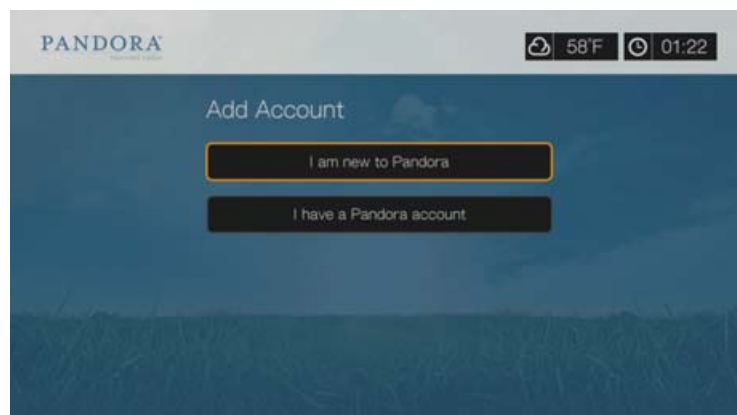 PANDORA
58°F
01:22
Add Account
I am new to Pandora
I have a Pandora account